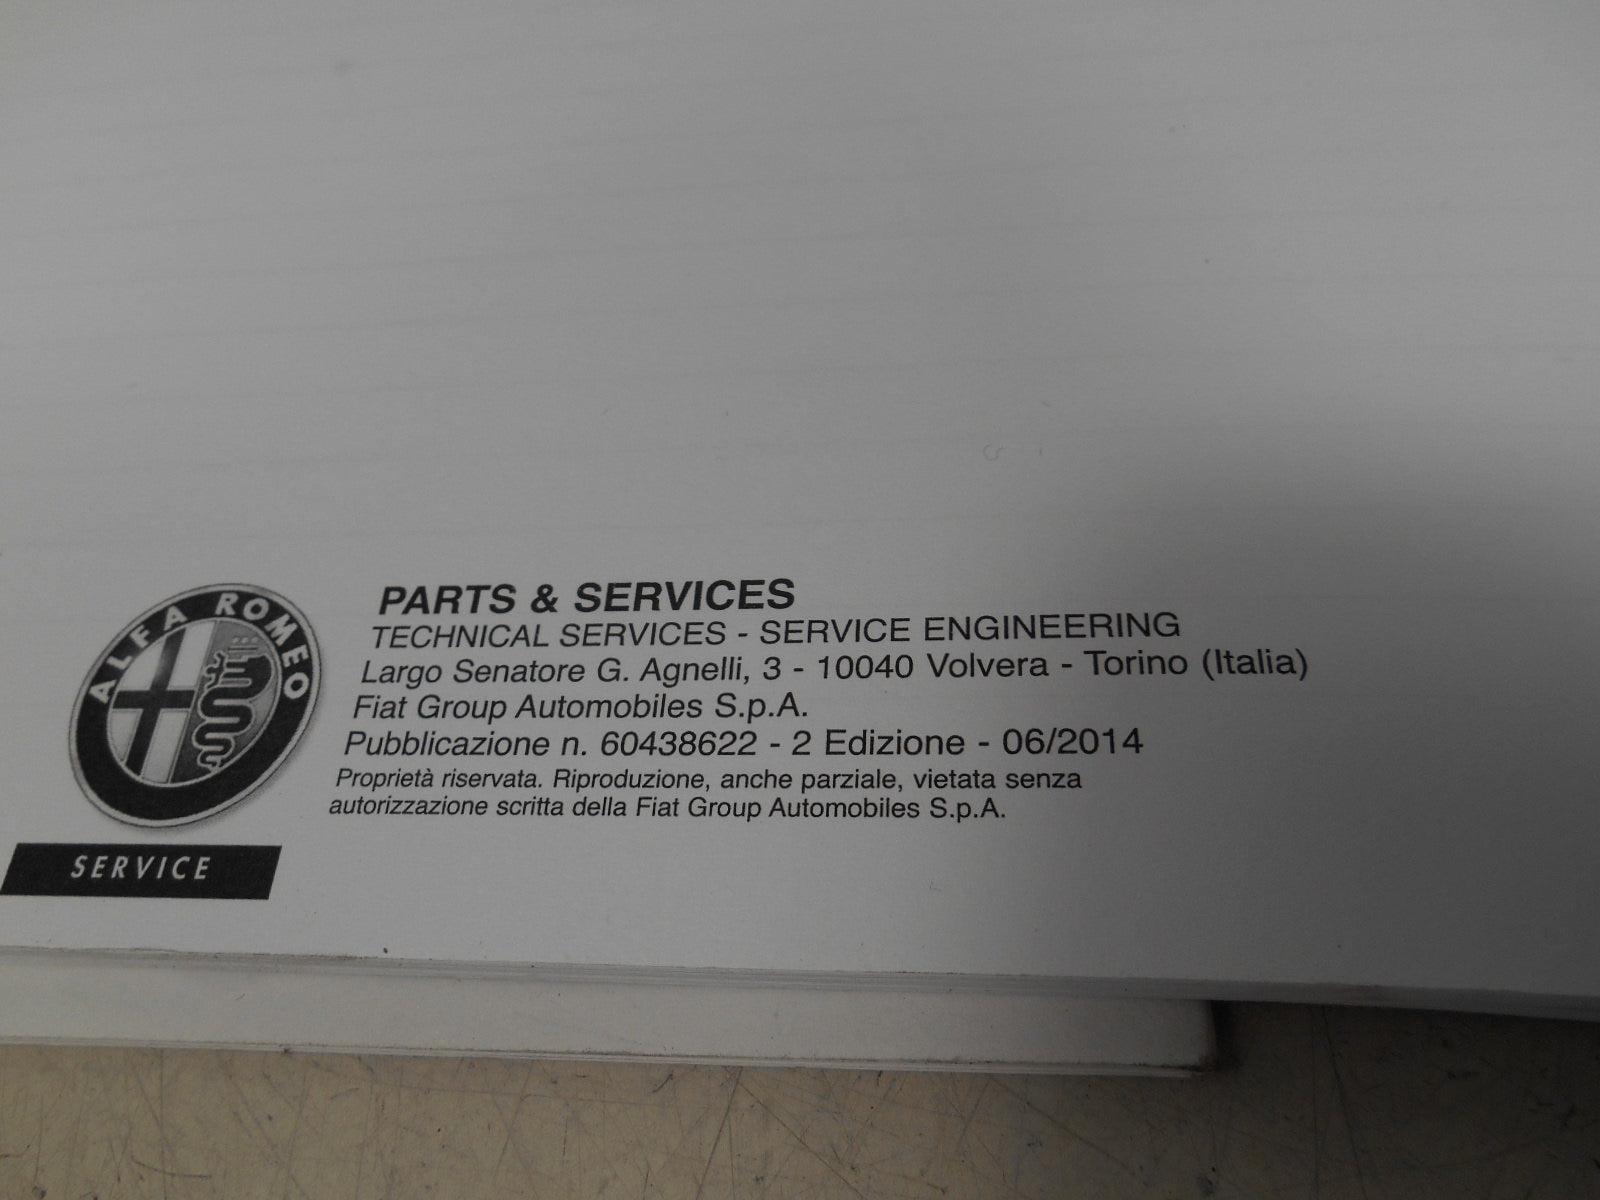 ALFA ROMEO
SERVICE
PARTS & SERVICES
TECHNICAL SERVICES - SERVICE ENGINEERING
Largo Senatore G. Agnelli, 3 - 10040 Volvera - Torino (Italia)
Fiat Group Automobiles S.p.A.
Pubblicazione n. 60438622 - 2 Edizione - 06/2014
Proprietà riservata. Riproduzione, anche parziale, vietata senza
autorizzazione scritta della Fiat Group Automobiles S.p.A.